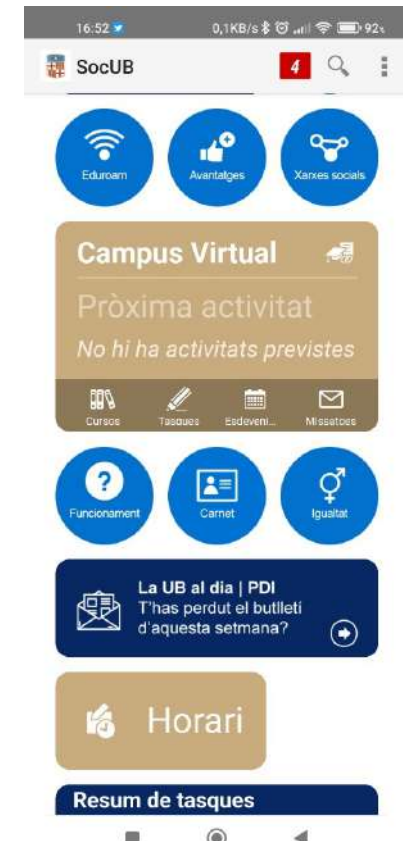 16:52 0,1KB/s 92%
SocUB 4
Eduroam Avantatges Xarxes socials
Campus Virtual
Pròxima activitat
No hi ha activitats previstes
Cursos Tasques Esdeveni... Missatges
Funcionament Carnet Igualtat
La UB al dia | PDI
T'has perdut el butlletí
d'aquesta setmana?
Horari
Resum de tasques